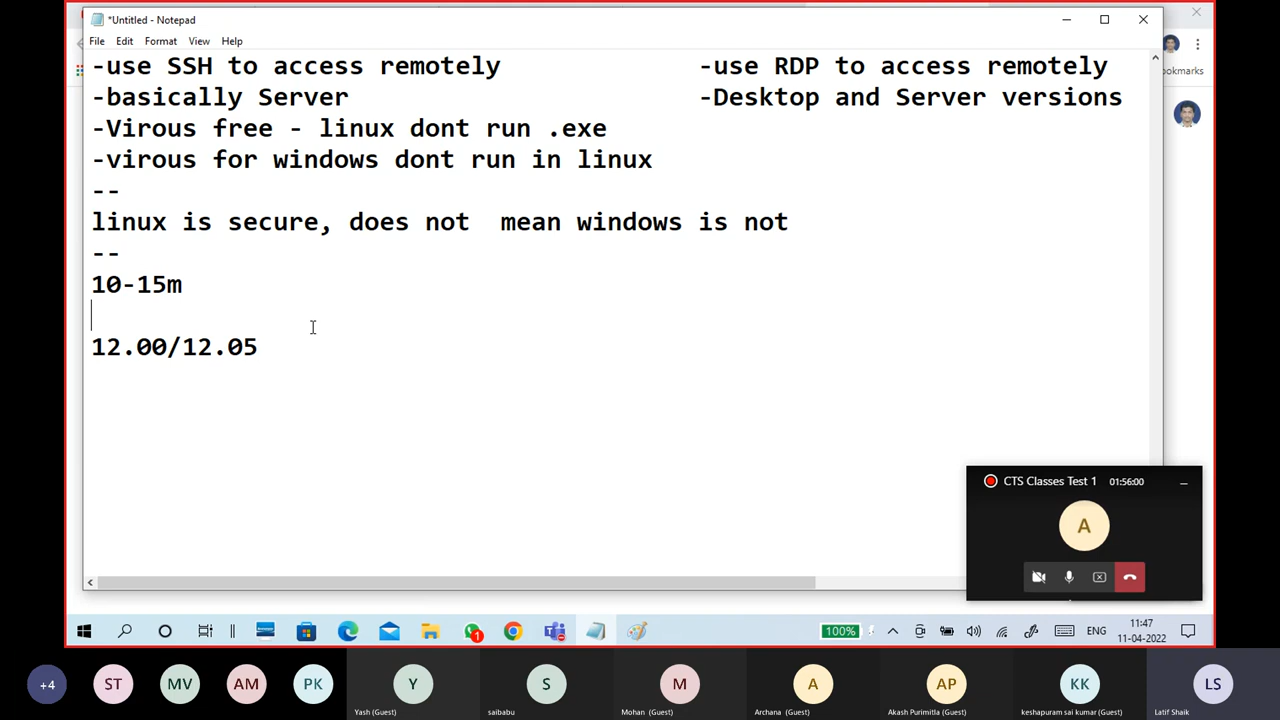 *Untitled - Notepad
File Edit Format View Help
-use SSH to access remotely -use RDP to access remotely
-basically Server -Desktop and Server versions
-Virous free - linux dont run .exe
-virous for windows dont run in linux
--
linux is secure, does not mean windows is not
--
10-15m
12.00/12.05
ookmarks
CTS Classes Test 1 01:56:00
A
1
100%
ENG
11:47
11-04-2022
+4 ST MV AM PK Y S M A AP KK LS
Yash (Guest) saibabu Mohan (Guest) Archana (Guest) Akash Purimitla (Guest) keshapuram sai kumar (Guest) Latif Shaik